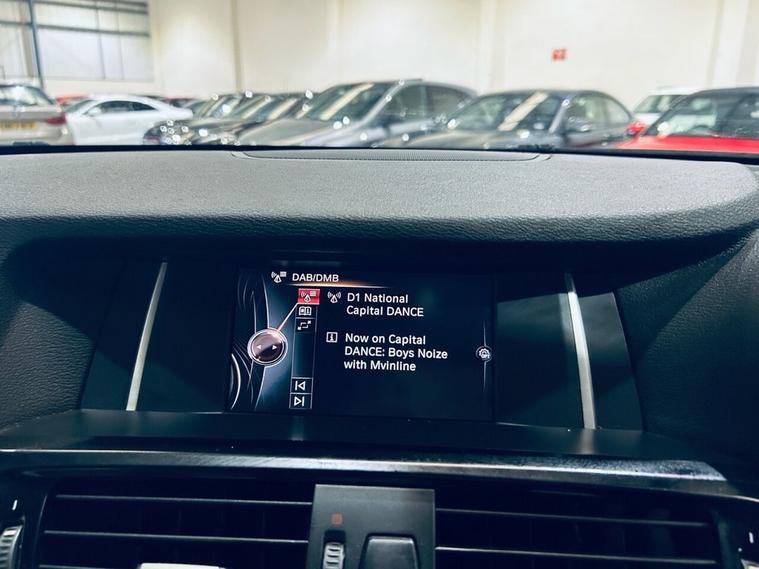 DAB/DMB
D1 National
Capital DANCE
Now on Capital
DANCE: Boys Noize
with Mvinline